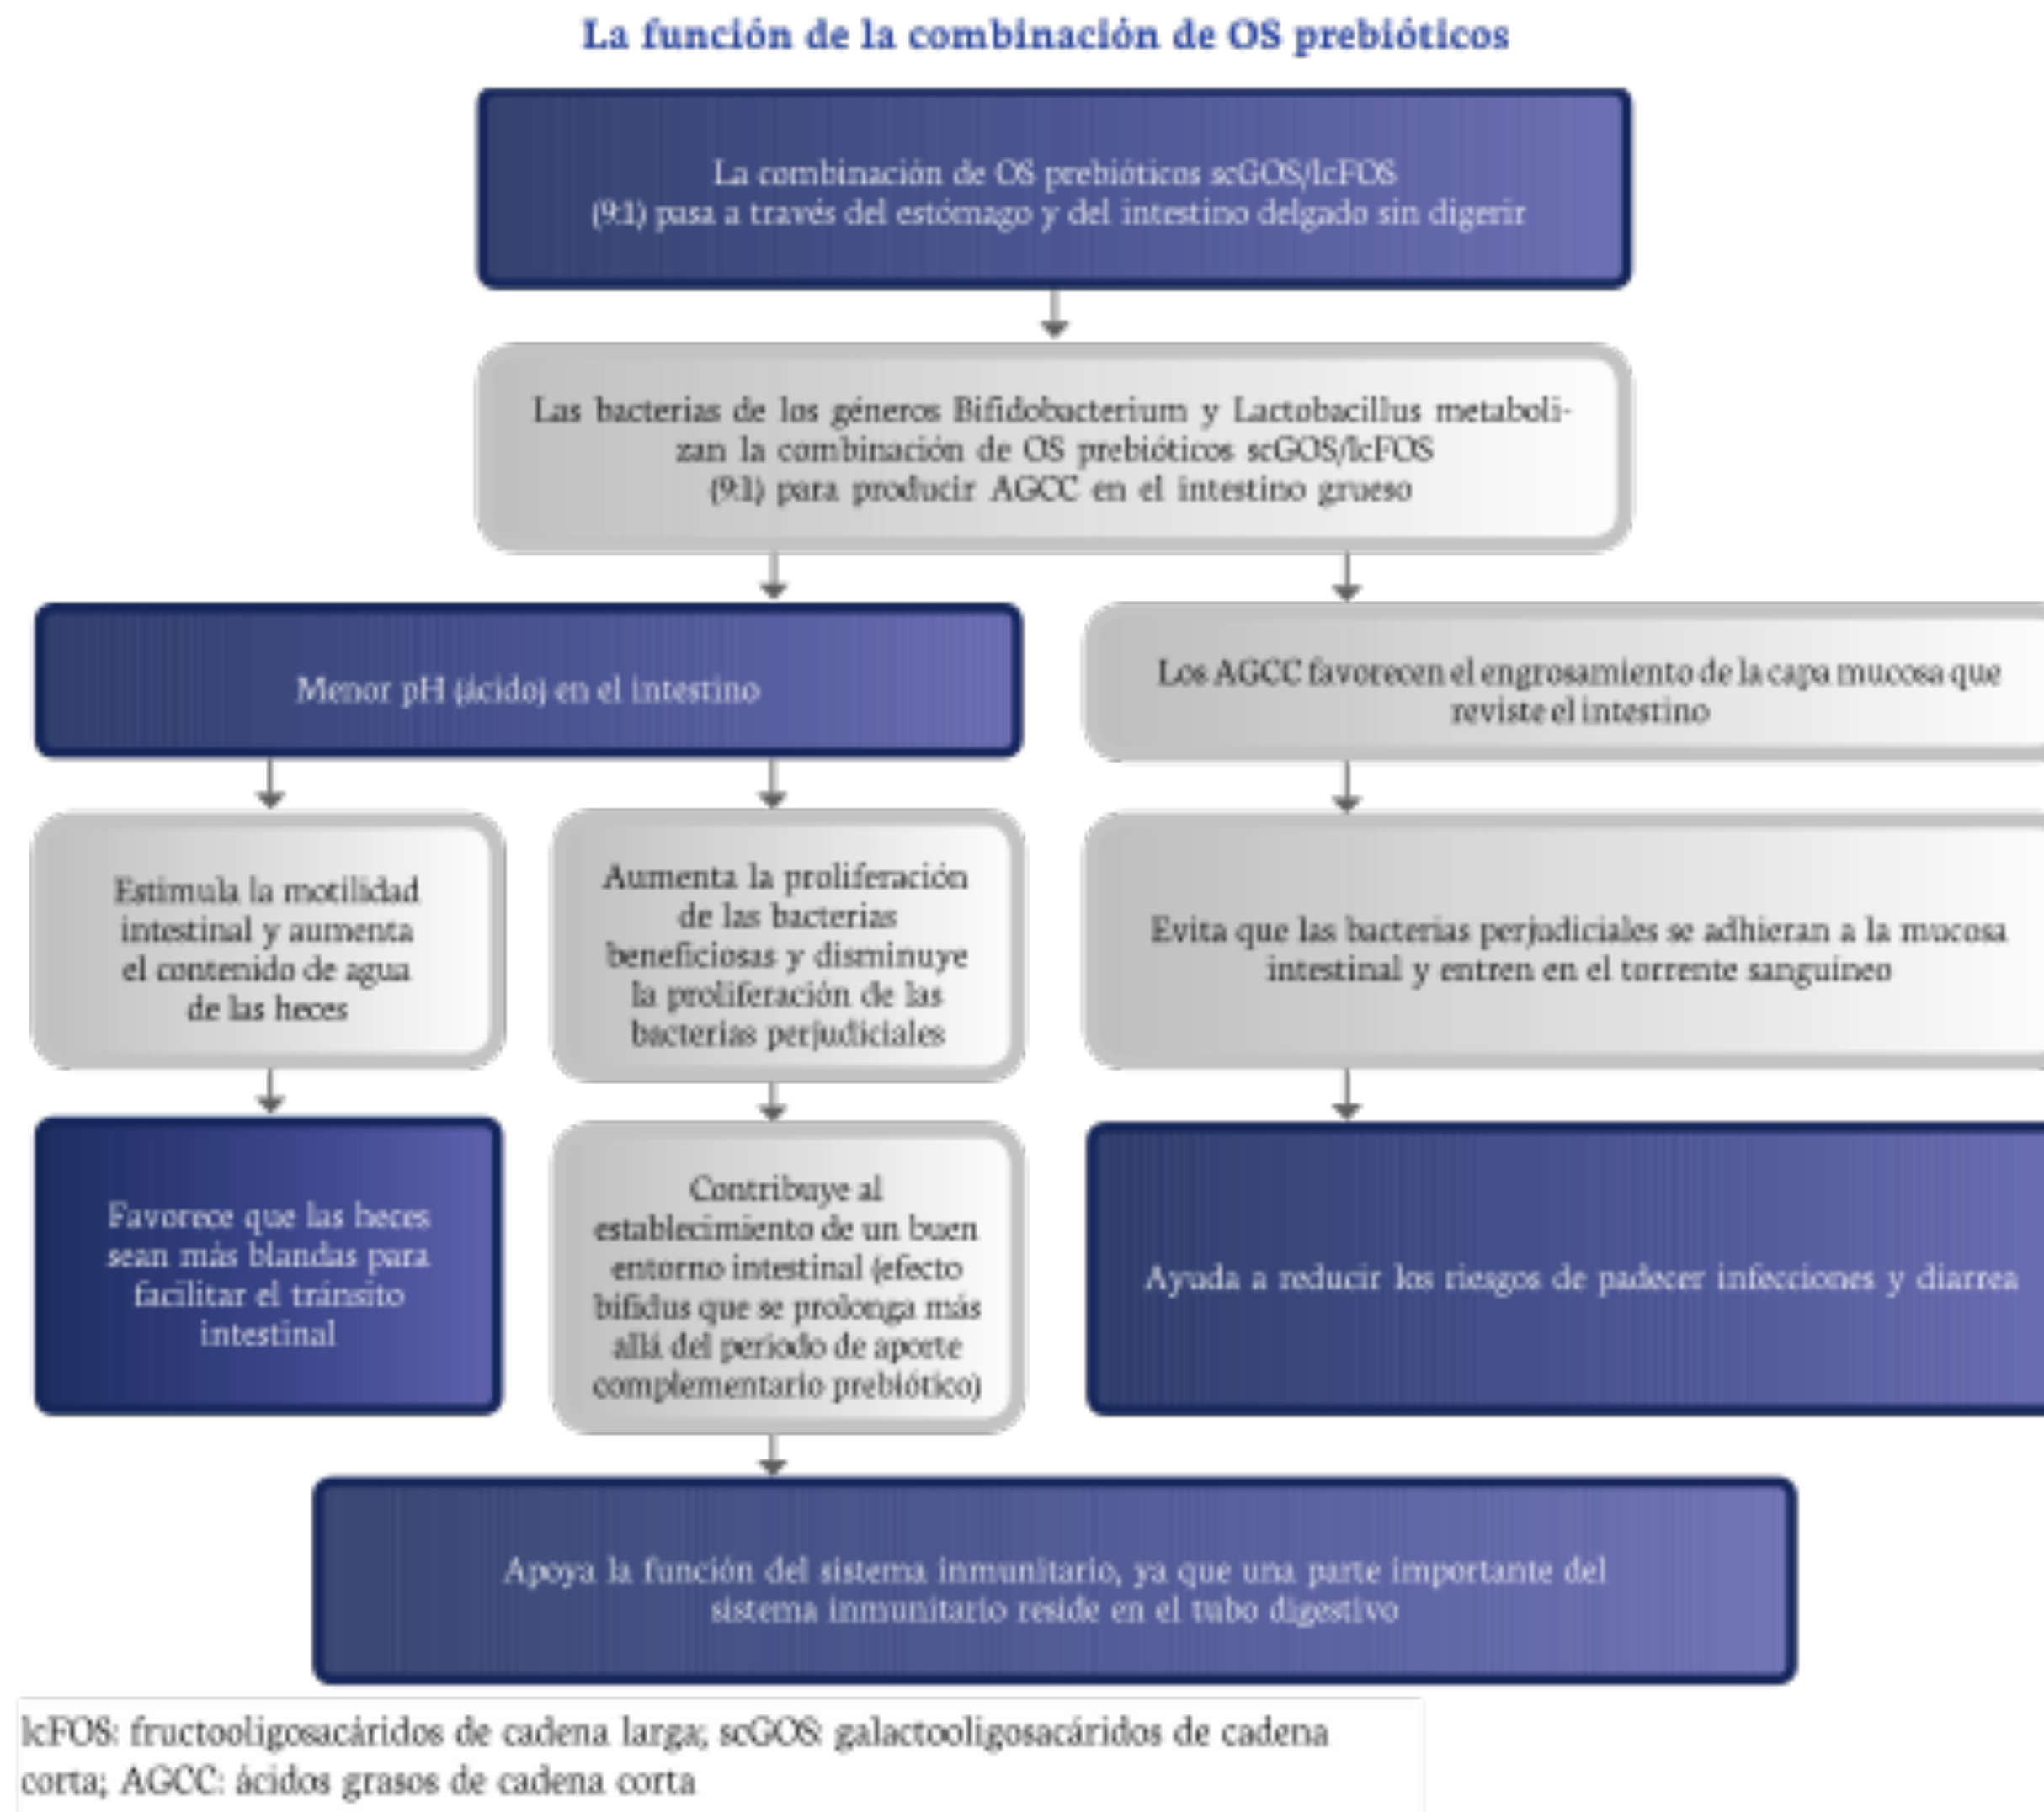 La función de la combinación de OS prebióticos
La combinación de OS prebióticos scGOS/lcFOS
(9:1) pasa a través del estómago y del intestino delgado sin digerir
Las bacterias de los géneros Bifidobacterium y Lactobacillus metaboli-
zan la combinación de OS prebióticos scGOS/lcFOS
(9:1) para producir AGCC en el intestino grueso
Menor pH (ácido) en el intestino
Los AGCC favorecen el engrosamiento de la capa mucosa que
reviste el intestino
Estimula la motilidad
intestinal y aumenta
el contenido de agua
de las heces
Aumenta la proliferación
de las bacterias
beneficiosas y disminuye
la proliferación de las
bacterias perjudiciales
Evita que las bacterias perjudiciales se adhieran a la mucosa
intestinal y entren en el torrente sanguíneo
Favorece que las heces
sean más blandas para
facilitar el tránsito
intestinal
Contribuye al
establecimiento de un buen
entorno intestinal (efecto
bifidus que se prolonga más
allá del periodo de aporte
complementario prebiótico)
Ayuda a reducir los riesgos de padecer infecciones y diarrea
Apoya la función del sistema inmunitario, ya que una parte importante del
sistema inmunitario reside en el tubo digestivo
lcFOS: fructooligosacáridos de cadena larga; scGOS: galactooligosacáridos de cadena
corta; AGCC: ácidos grasos de cadena corta